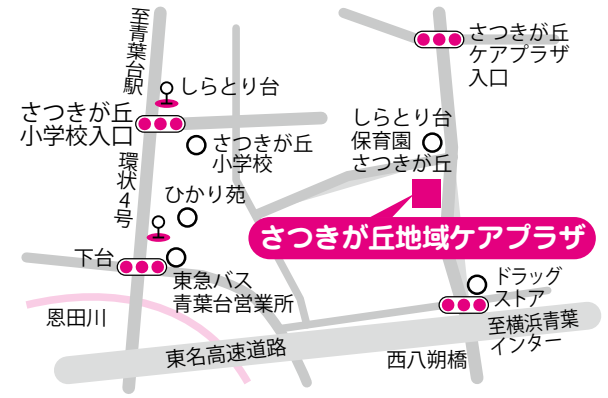 至青葉台駅
しらとり台
さつきが丘
小学校入口
さつきが丘
小学校
環状4号
ひかり苑
下台
東急バス
青葉台営業所
恩田川
東名高速道路
さつきが丘
ケアプラザ
入口
しらとり台
保育園
さつきが丘
さつきが丘地域ケアプラザ
ドラッグ
ストア
至横浜青葉
インター
西八朔橋